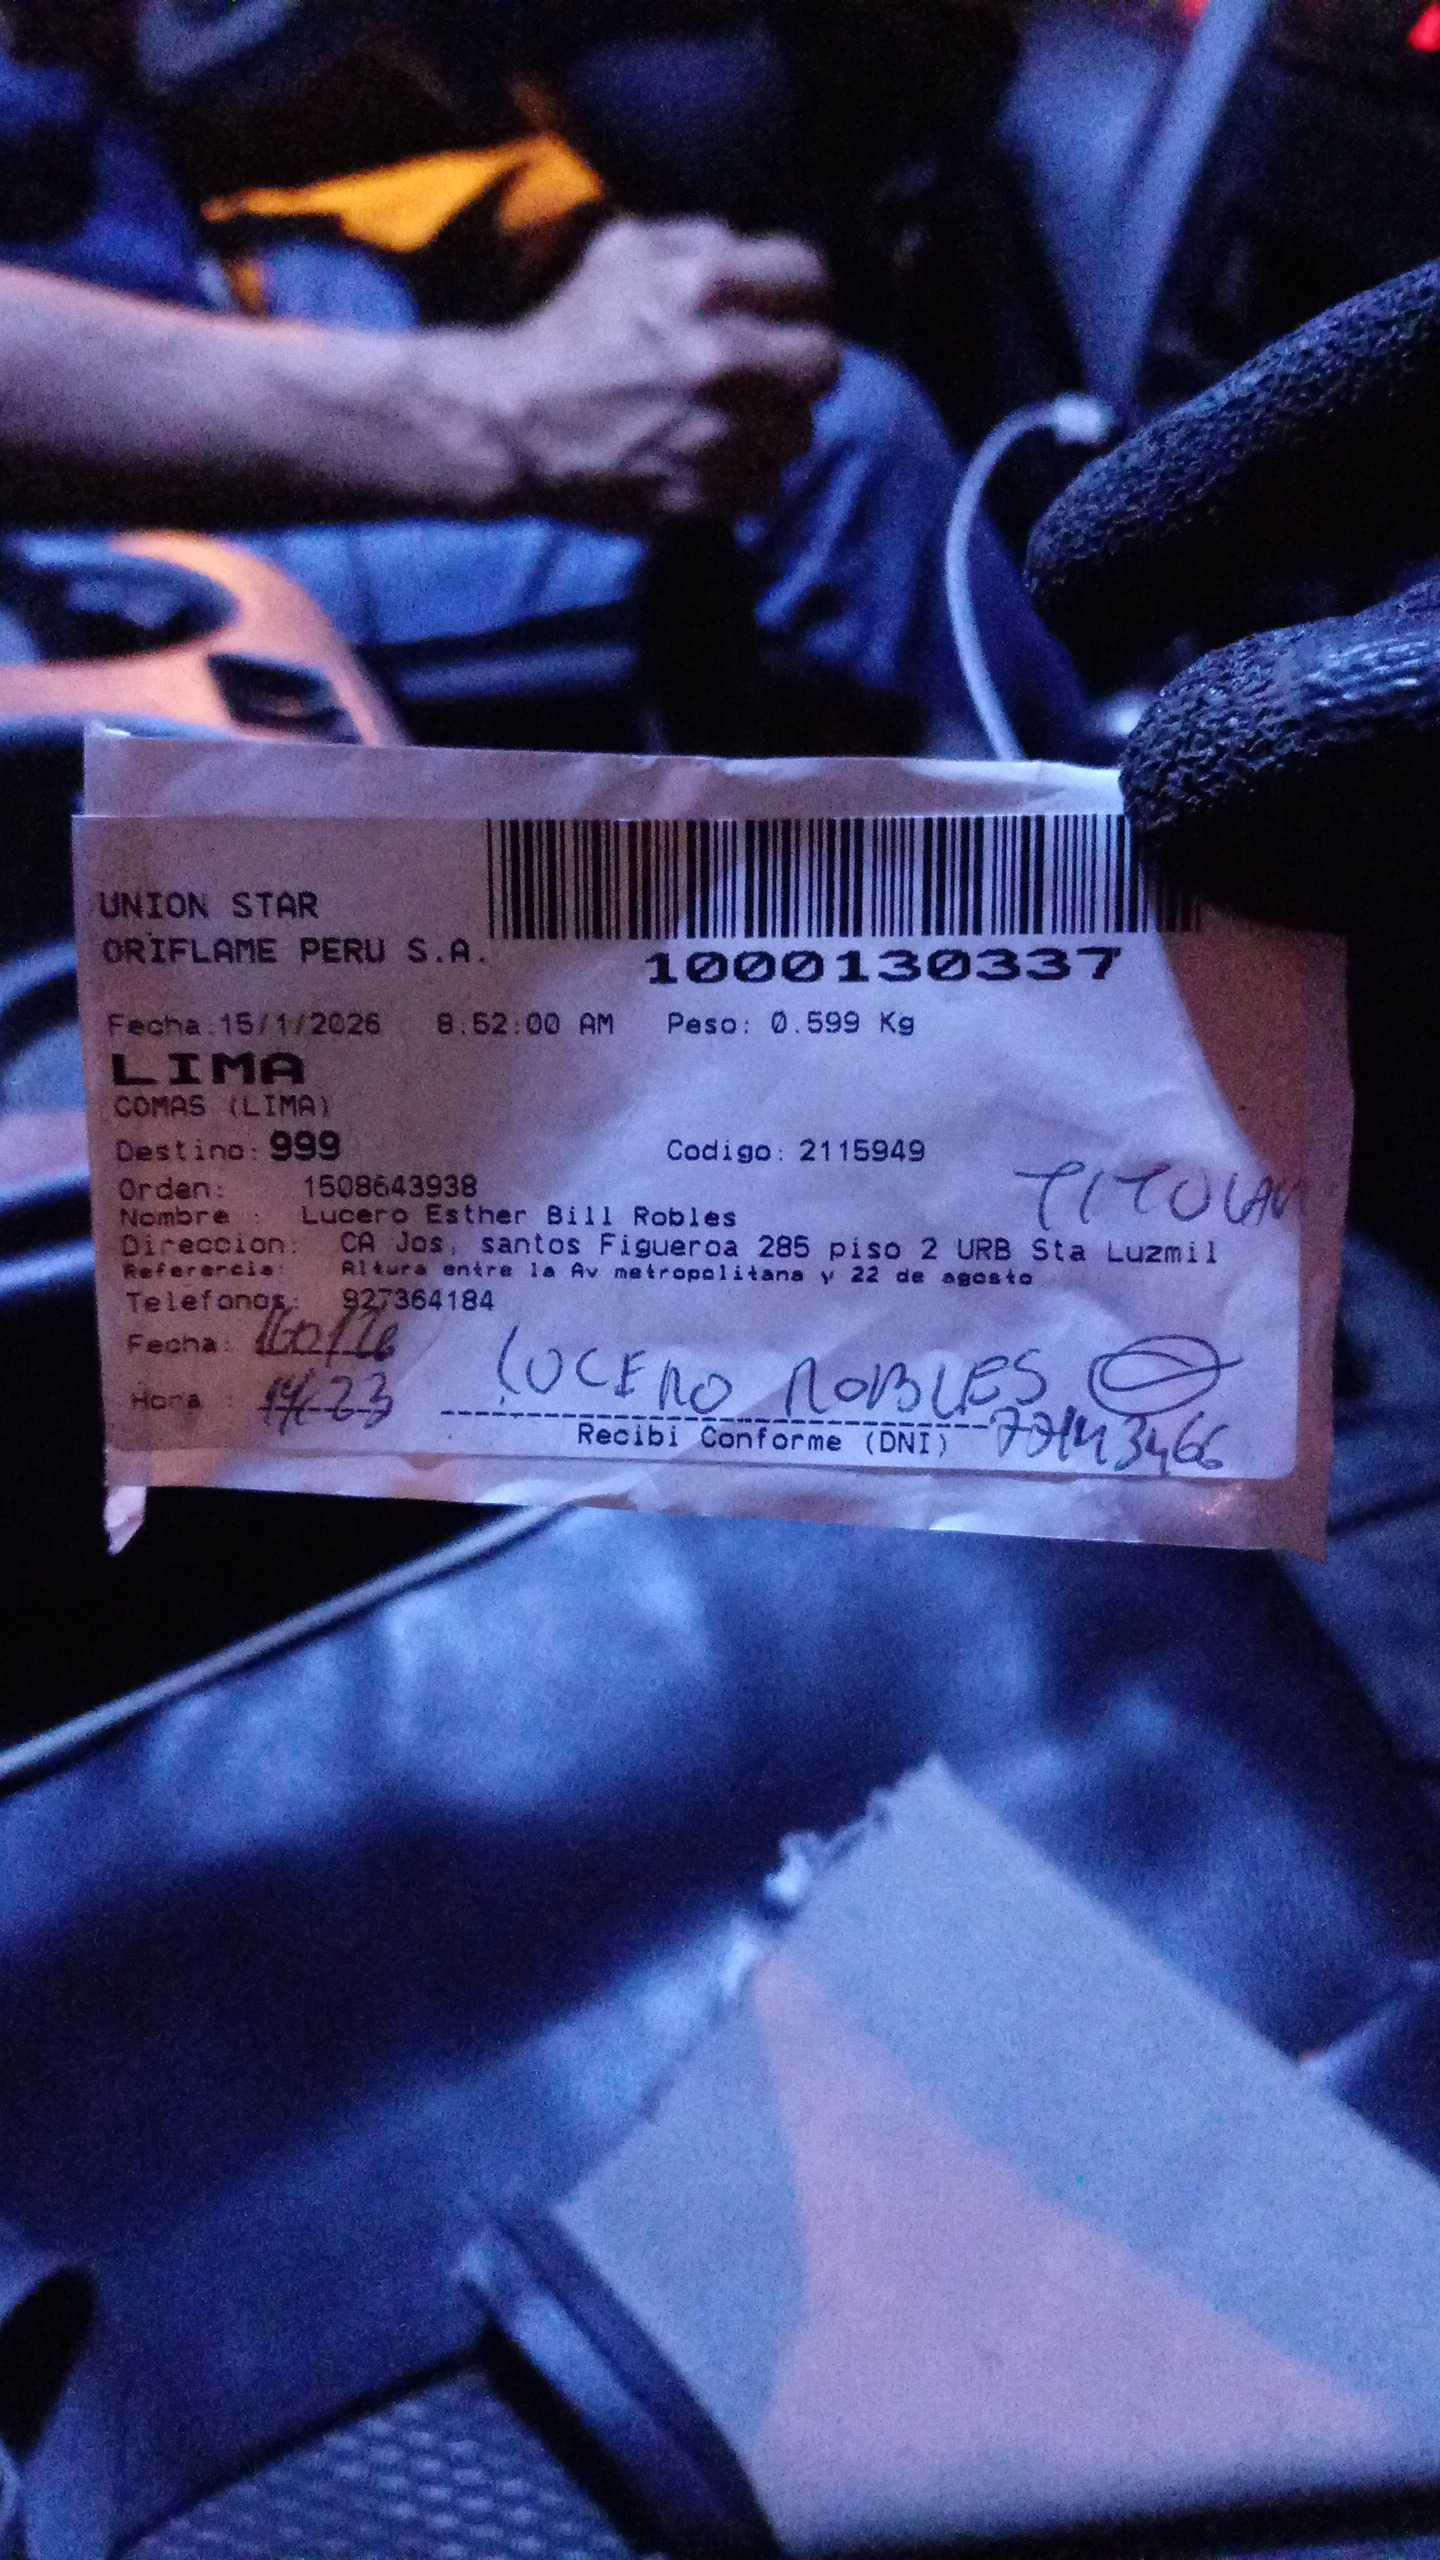 UNION STAR
ORIFLAME PERU S.A.
1000130337
Fecha:15/1/2026 8:52:00 AM Peso: 0.599 Kg
LIMA
COMAS (LIMA)
Destino: 999 Codigo: 2115949
TITULAR
Orden: 1508643938
Nombre : Lucero Esther Bill Robles
Direccion: CA Jos. santos Figueroa 285 piso 2 URB Sta Luzmil
Referencia: Altura entre la Av metropolitana y 22 de agosto
Telefonos: 927364184
Fecha:
Hora : 14:23
LUCERO ROBLES
Recibi Conforme (DNI)